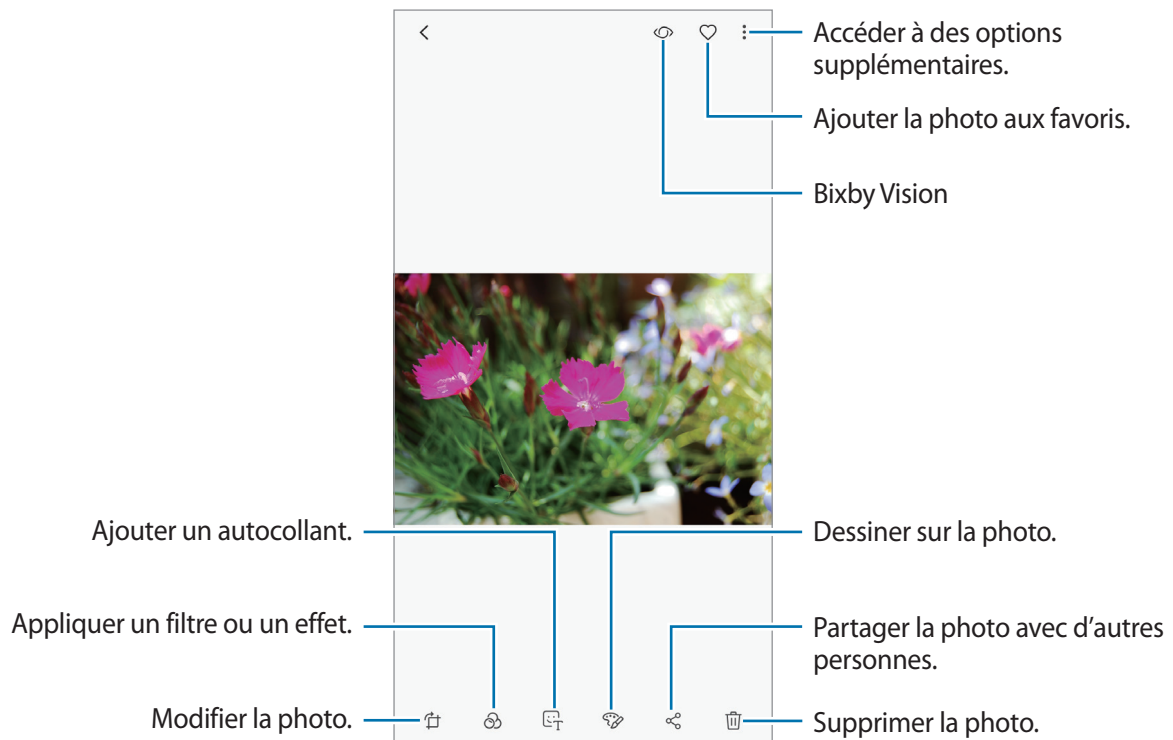 Accéder à des options
supplémentaires.
Ajouter la photo aux favoris.
Bixby Vision
Ajouter un autocollant.
Dessiner sur la photo.
Appliquer un filtre ou un effet.
Partager la photo avec d'autres
personnes.
Modifier la photo.
Supprimer la photo.